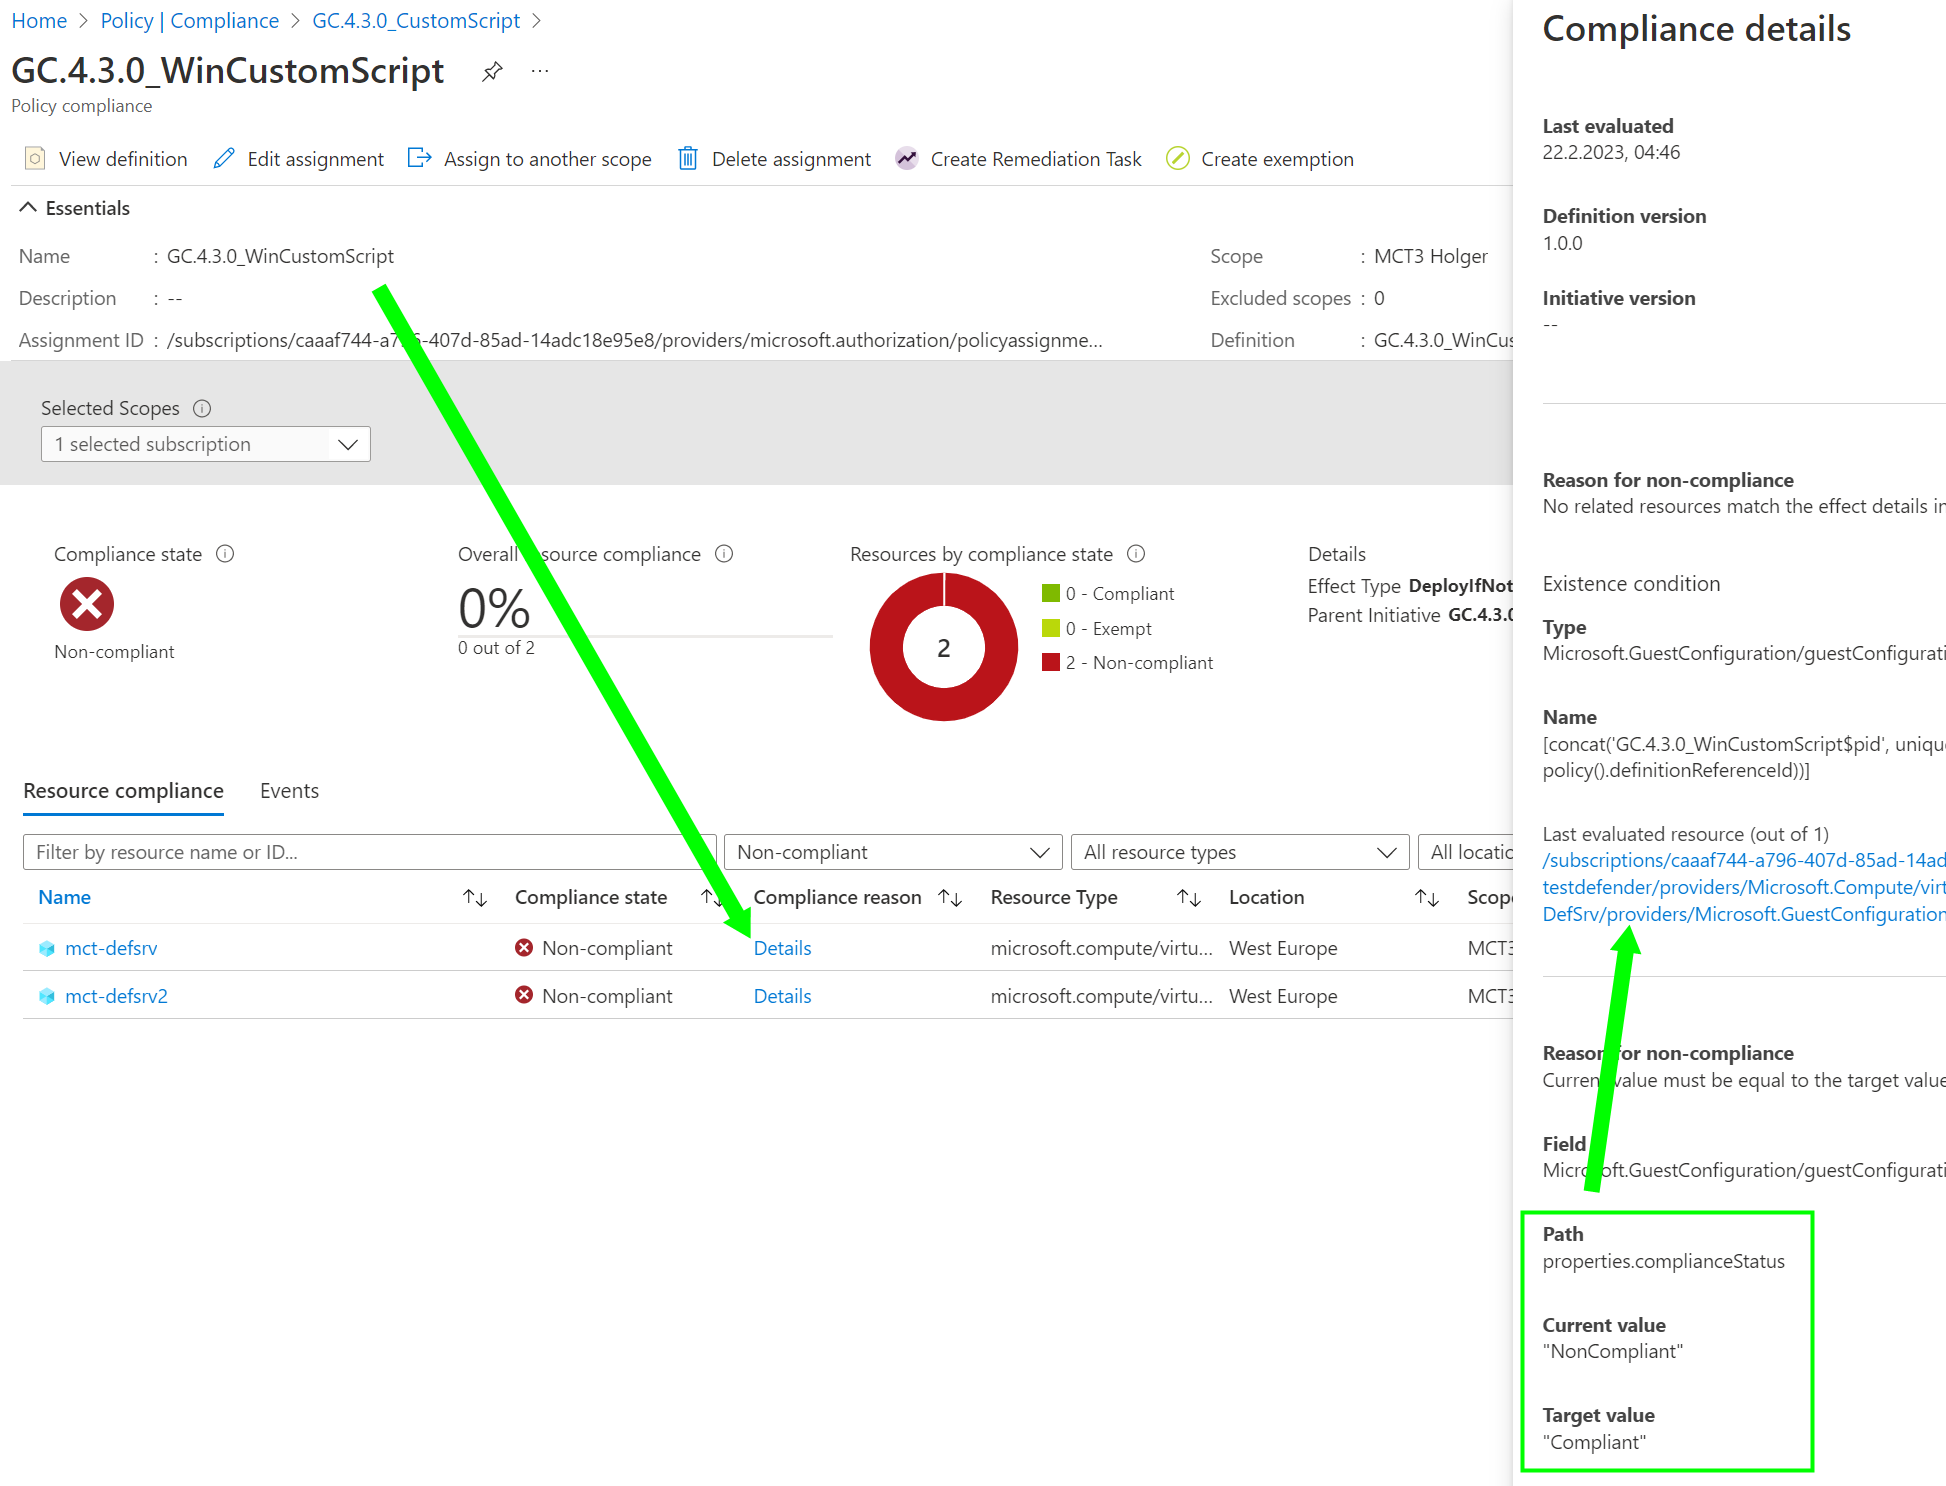 Home > Policy | Compliance > GC.4.3.0_CustomScript >
GC.4.3.0_WinCustomScript ...
Policy compliance
View definition Edit assignment Assign to another scope Delete assignment Create Remediation Task Create exemption
Essentials
Name : GC.4.3.0_WinCustomScript
Description : --
Assignment ID : /subscriptions/caaaf744-a796-407d-85ad-14adc18e95e8/providers/microsoft.authorization/policyassignme...
Scope : MCT3 Holger
Excluded scopes : 0
Definition : GC.4.3.0_WinCus
Selected Scopes
1 selected subscription
Compliance state
Non-compliant
Overall resource compliance
0%
0 out of 2
Resources by compliance state
2
0 - Compliant
0 - Exempt
2 - Non-compliant
Details
Effect Type DeployIfNot
Parent Initiative GC.4.3.0
Resource compliance Events
Filter by resource name or ID... Non-compliant All resource types All locatio
Name Compliance state Compliance reason Resource Type Location Scope
mct-defsrv Non-compliant Details microsoft.compute/virtu... West Europe MCT3
mct-defsrv2 Non-compliant Details microsoft.compute/virtu... West Europe MCT3
Compliance details
Last evaluated
22.2.2023, 04:46
Definition version
1.0.0
Initiative version
--
Reason for non-compliance
No related resources match the effect details in
Existence condition
Type
Microsoft.GuestConfiguration/guestConfigurati
Name
[concat('GC.4.3.0_WinCustomScript$pid', uniqu
policy().definitionReferenceId))]
Last evaluated resource (out of 1)
/subscriptions/caaaf744-a796-407d-85ad-14ad
testdefender/providers/Microsoft.Compute/virt
DefSrv/providers/Microsoft.GuestConfiguration
Reason for non-compliance
Current value must be equal to the target value
Field
Microsoft.GuestConfiguration/guestConfigurati
Path
properties.complianceStatus
Current value
"NonCompliant"
Target value
"Compliant"